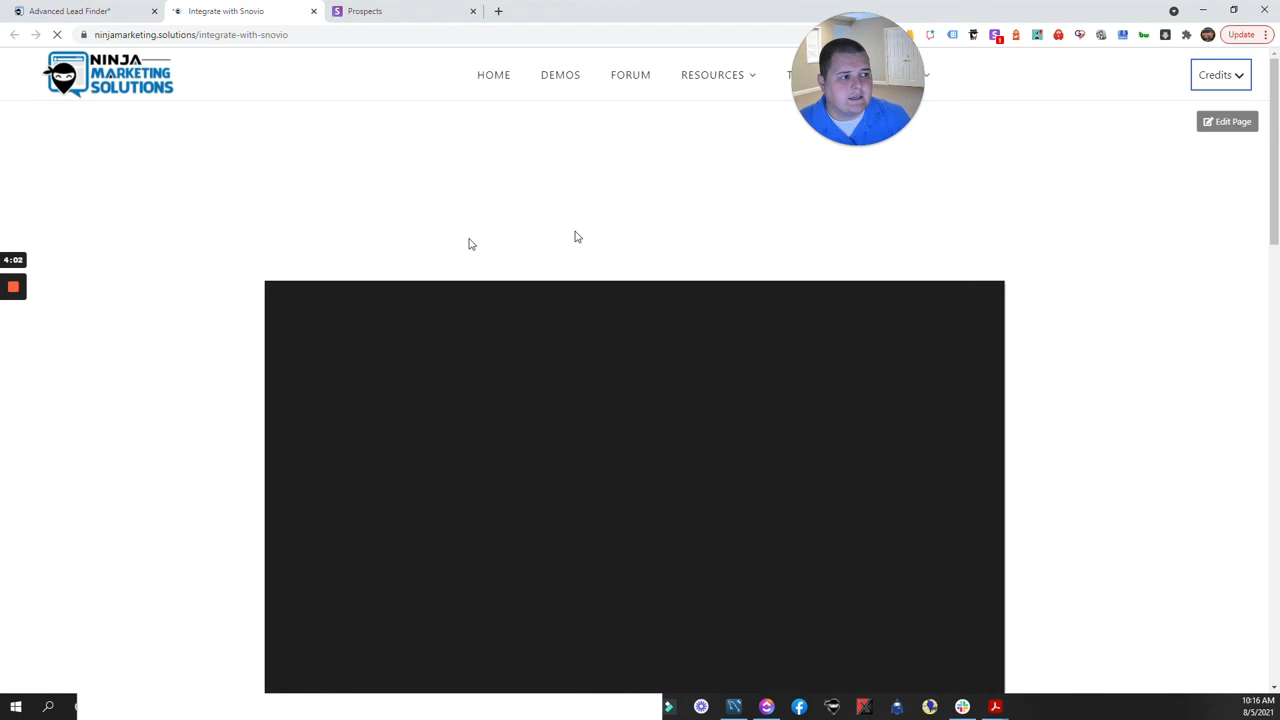 Advanced Lead Finder*
Integrate with Snovio
Prospects
ninjamarketing.solutions/integrate-with-snovio
1
Update
NINJA
MARKETING
SOLUTIONS
HOME
DEMOS
FORUM
RESOURCES
T
Credits
Edit Page
4:02
10:16 AM
8/5/2021